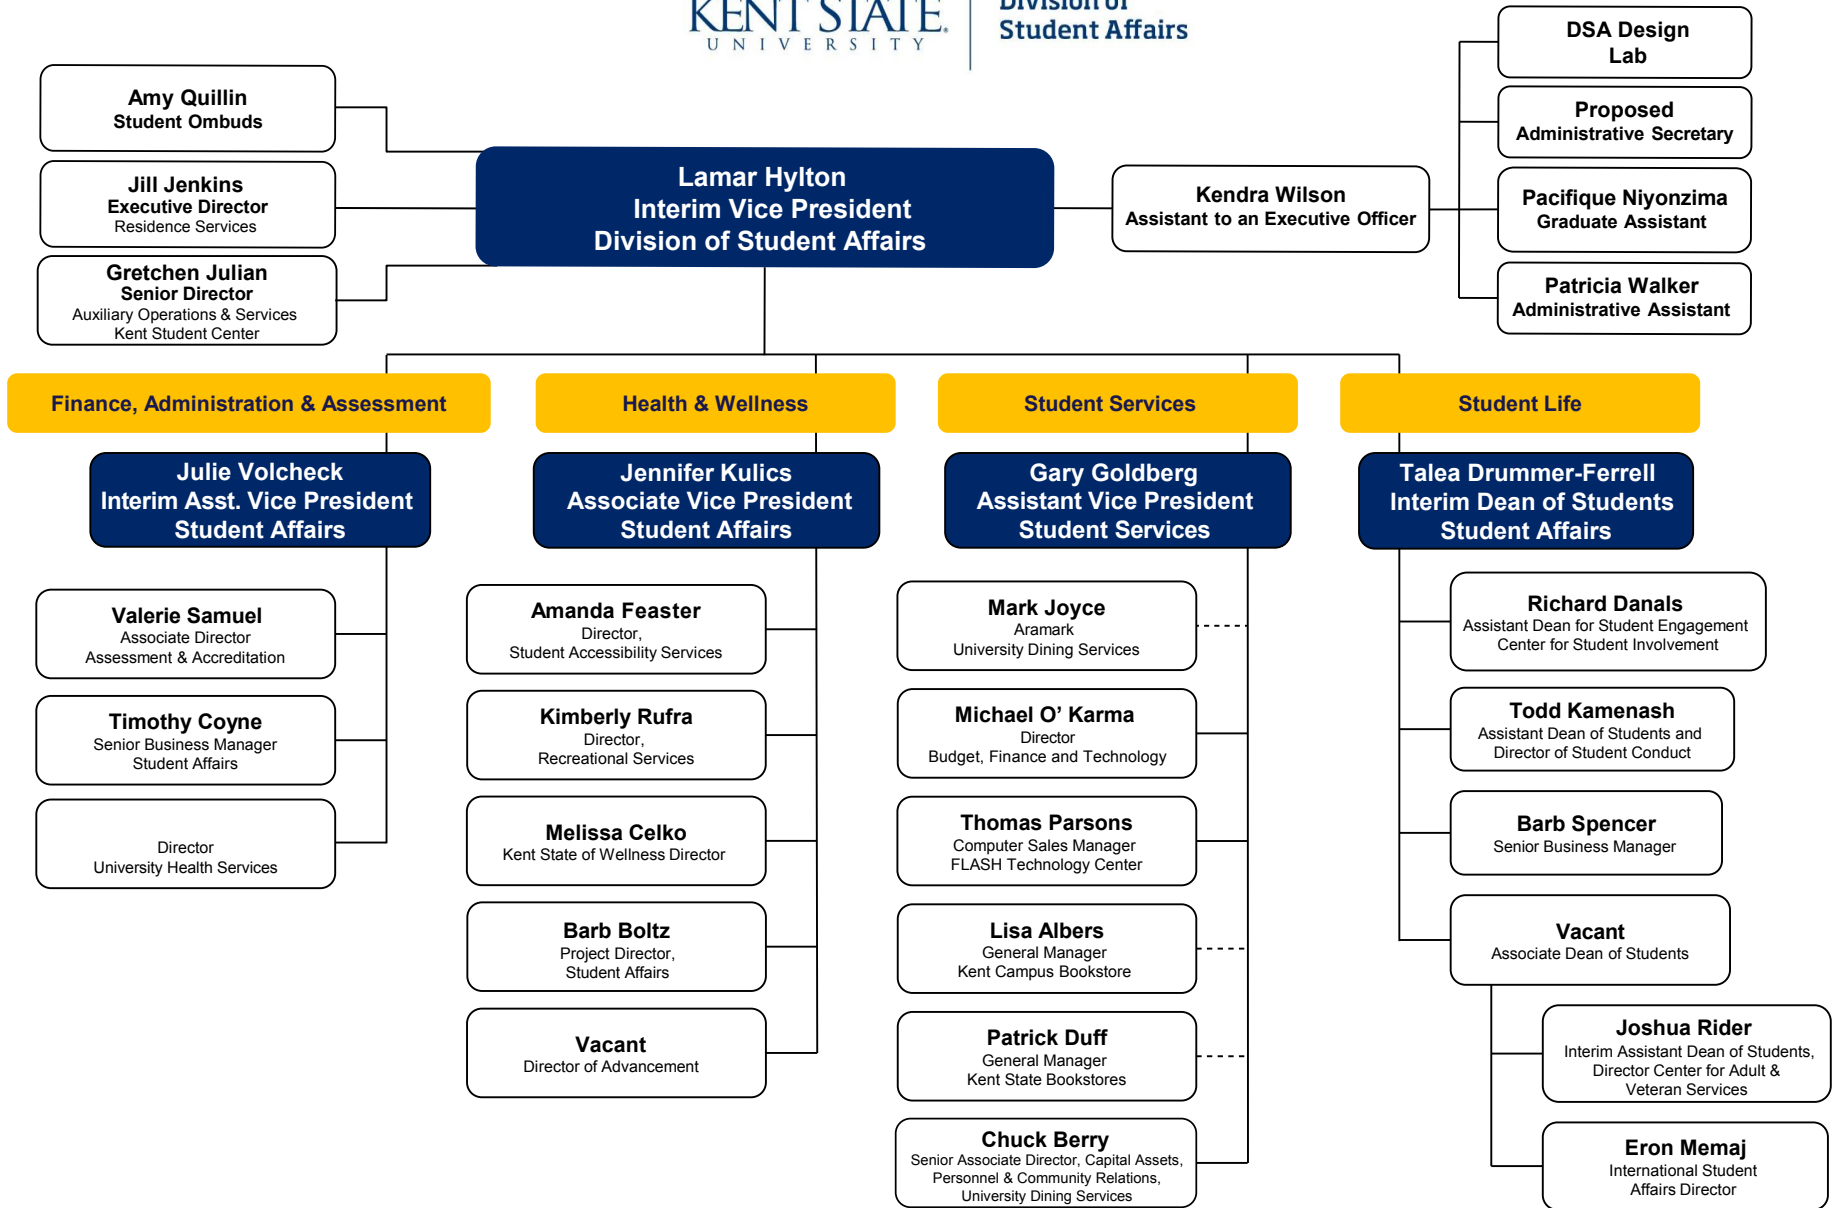 KENT STATE
UNIVERSITY
Division of
Student Affairs
Amy Quillin
Student Ombuds
Jill Jenkins
Executive Director
Residence Services
Gretchen Julian
Senior Director
Auxiliary Operations & Services
Kent Student Center
Lamar Hylton
Interim Vice President
Division of Student Affairs
Kendra Wilson
Assistant to an Executive Officer
DSA Design
Lab
Proposed
Administrative Secretary
Pacifique Niyonzima
Graduate Assistant
Patricia Walker
Administrative Assistant
Finance, Administration & Assessment
Julie Volcheck
Interim Asst. Vice President
Student Affairs
Valerie Samuel
Associate Director
Assessment & Accreditation
Timothy Coyne
Senior Business Manager
Student Affairs
Director
University Health Services
Health & Wellness
Jennifer Kulics
Associate Vice President
Student Affairs
Amanda Feaster
Director,
Student Accessibility Services
Kimberly Rufra
Director,
Recreational Services
Melissa Celko
Kent State of Wellness Director
Barb Boltz
Project Director,
Student Affairs
Vacant
Director of Advancement
Student Services
Gary Goldberg
Assistant Vice President
Student Services
Mark Joyce
Aramark
University Dining Services
Michael O' Karma
Director
Budget, Finance and Technology
Thomas Parsons
Computer Sales Manager
FLASH Technology Center
Lisa Albers
General Manager
Kent Campus Bookstore
Patrick Duff
General Manager
Kent State Bookstores
Chuck Berry
Senior Associate Director, Capital Assets,
Personnel & Community Relations,
University Dining Services
Student Life
Talea Drummer-Ferrell
Interim Dean of Students
Student Affairs
Richard Danals
Assistant Dean for Student Engagement
Center for Student Involvement
Todd Kamenash
Assistant Dean of Students and
Director of Student Conduct
Barb Spencer
Senior Business Manager
Vacant
Associate Dean of Students
Joshua Rider
Interim Assistant Dean of Students,
Director Center for Adult &
Veteran Services
Eron Memaj
International Student
Affairs Director